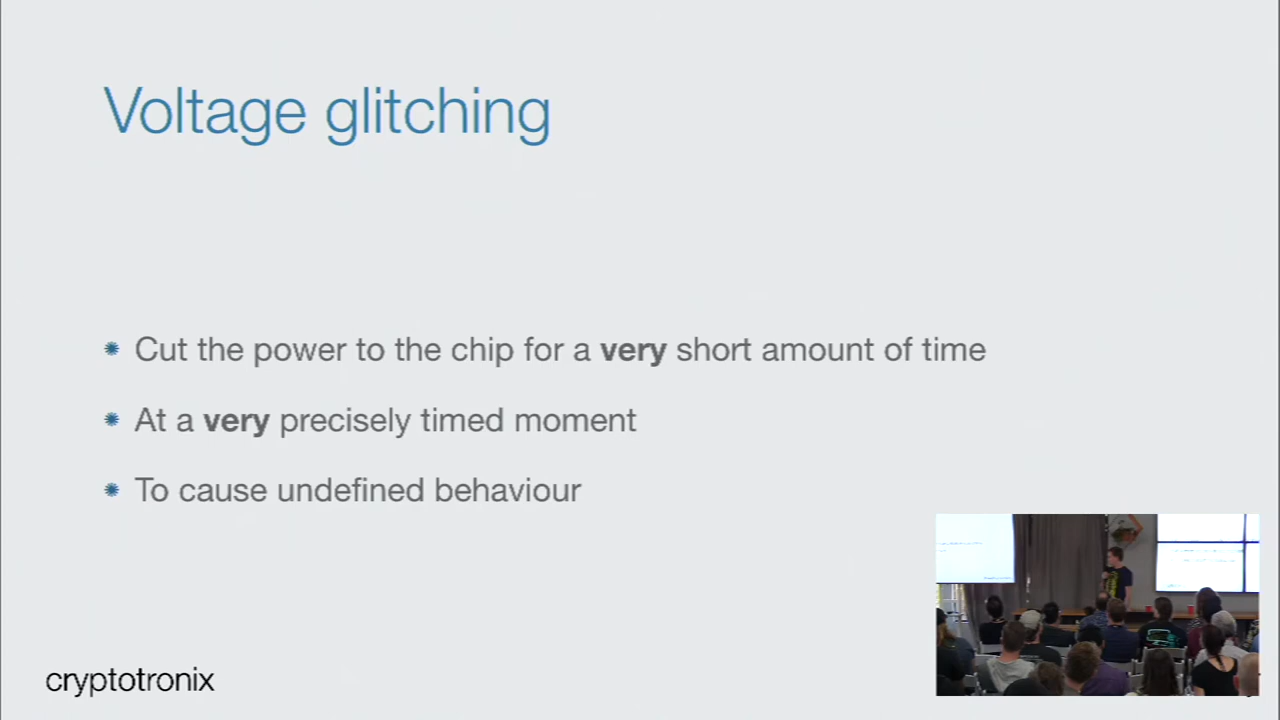 Voltage glitching
Cut the power to the chip for a very short amount of time
At a very precisely timed moment
To cause undefined behaviour
cryptotronix